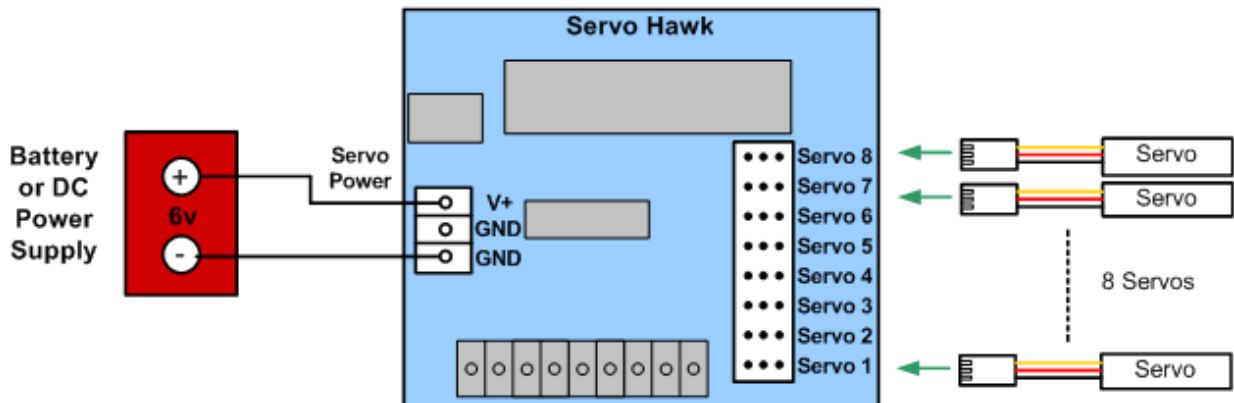 Servo Hawk
Battery
or DC
Power
Supply
+
6v
-
Servo
Power
V+
GND
GND
Servo 8
Servo 7
Servo 6
Servo 5
Servo 4
Servo 3
Servo 2
Servo 1
Servo
Servo
8 Servos
Servo